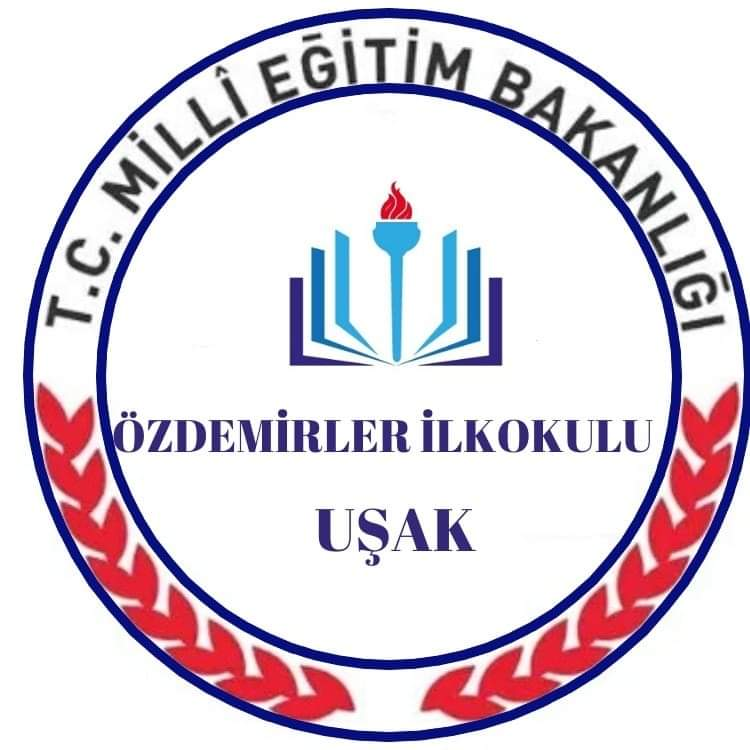 T.C. MİLLÎ EĞİTİM BAKANLIĞI
ÖZDEMİRLER İLKOKULU
UŞAK